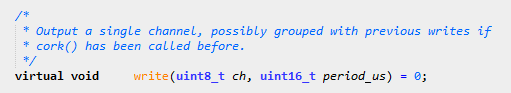 /*
* Output a single channel, possibly grouped with previous writes if
* cork() has been called before.
*/
virtual void write(uint8_t ch, uint16_t period_us) = 0;